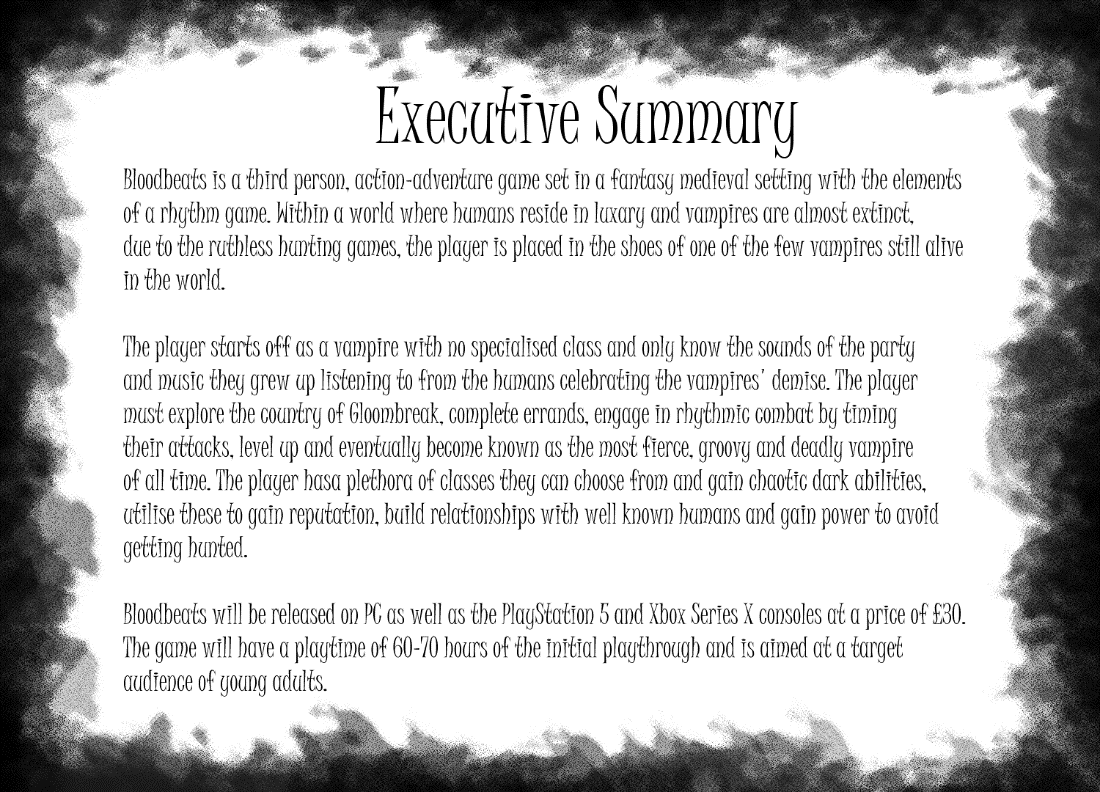 Executive Summary
Bloodbeats is a third person, action-adventure game set in a fantasy medieval setting with the elements
of a rhythm game. Within a world where humans reside in luxary and vampires are almost extinct,
due to the ruthless hunting games, the player is placed in the shoes of one of the few vampires still alive
in the world.
The player starts off as a vampire with no specialised class and only know the sounds of the party
and music they grew up listening to from the humans celebrating the vampires' demise. The player
must explore the country of Gloombreak, complete errands, engage in rhythmic combat by timing
their attacks, level up and eventually become known as the most fierce, groovy and deadly vampire
of all time. The player hasa plethora of classes they can choose from and gain chaotic dark abilities,
utilise these to gain reputation, build relationships with well known humans and gain power to avoid
getting hunted.
Bloodbeats will be released on PC as well as the PlayStation 5 and Xbox Series X consoles at a price of £30.
The game will have a playtime of 60-70 hours of the initial playthrough and is aimed at a target
audience of young adults.